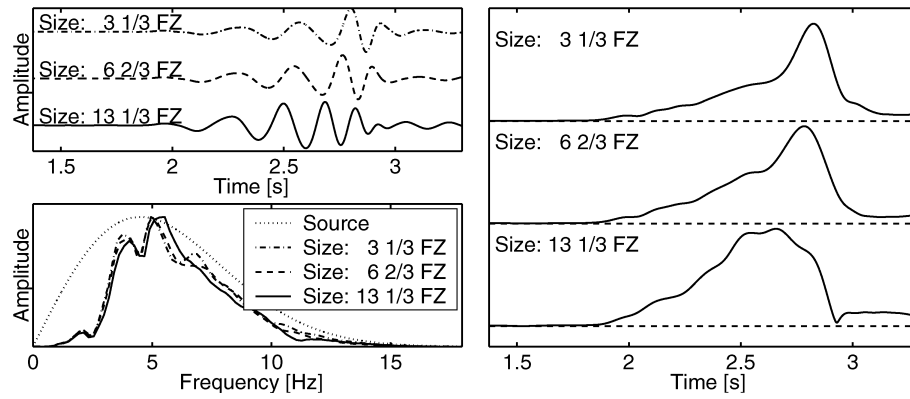 Size: 3 1/3 FZ
Size: 6 2/3 FZ
Size: 13 1/3 FZ
Amplitude
1.5 2 2.5 3
Time [s]
Source
Size: 3 1/3 FZ
Size: 6 2/3 FZ
Size: 13 1/3 FZ
Amplitude
0 5 10 15
Frequency [Hz]
Size: 3 1/3 FZ
Size: 6 2/3 FZ
Size: 13 1/3 FZ
1.5 2 2.5 3
Time [s]